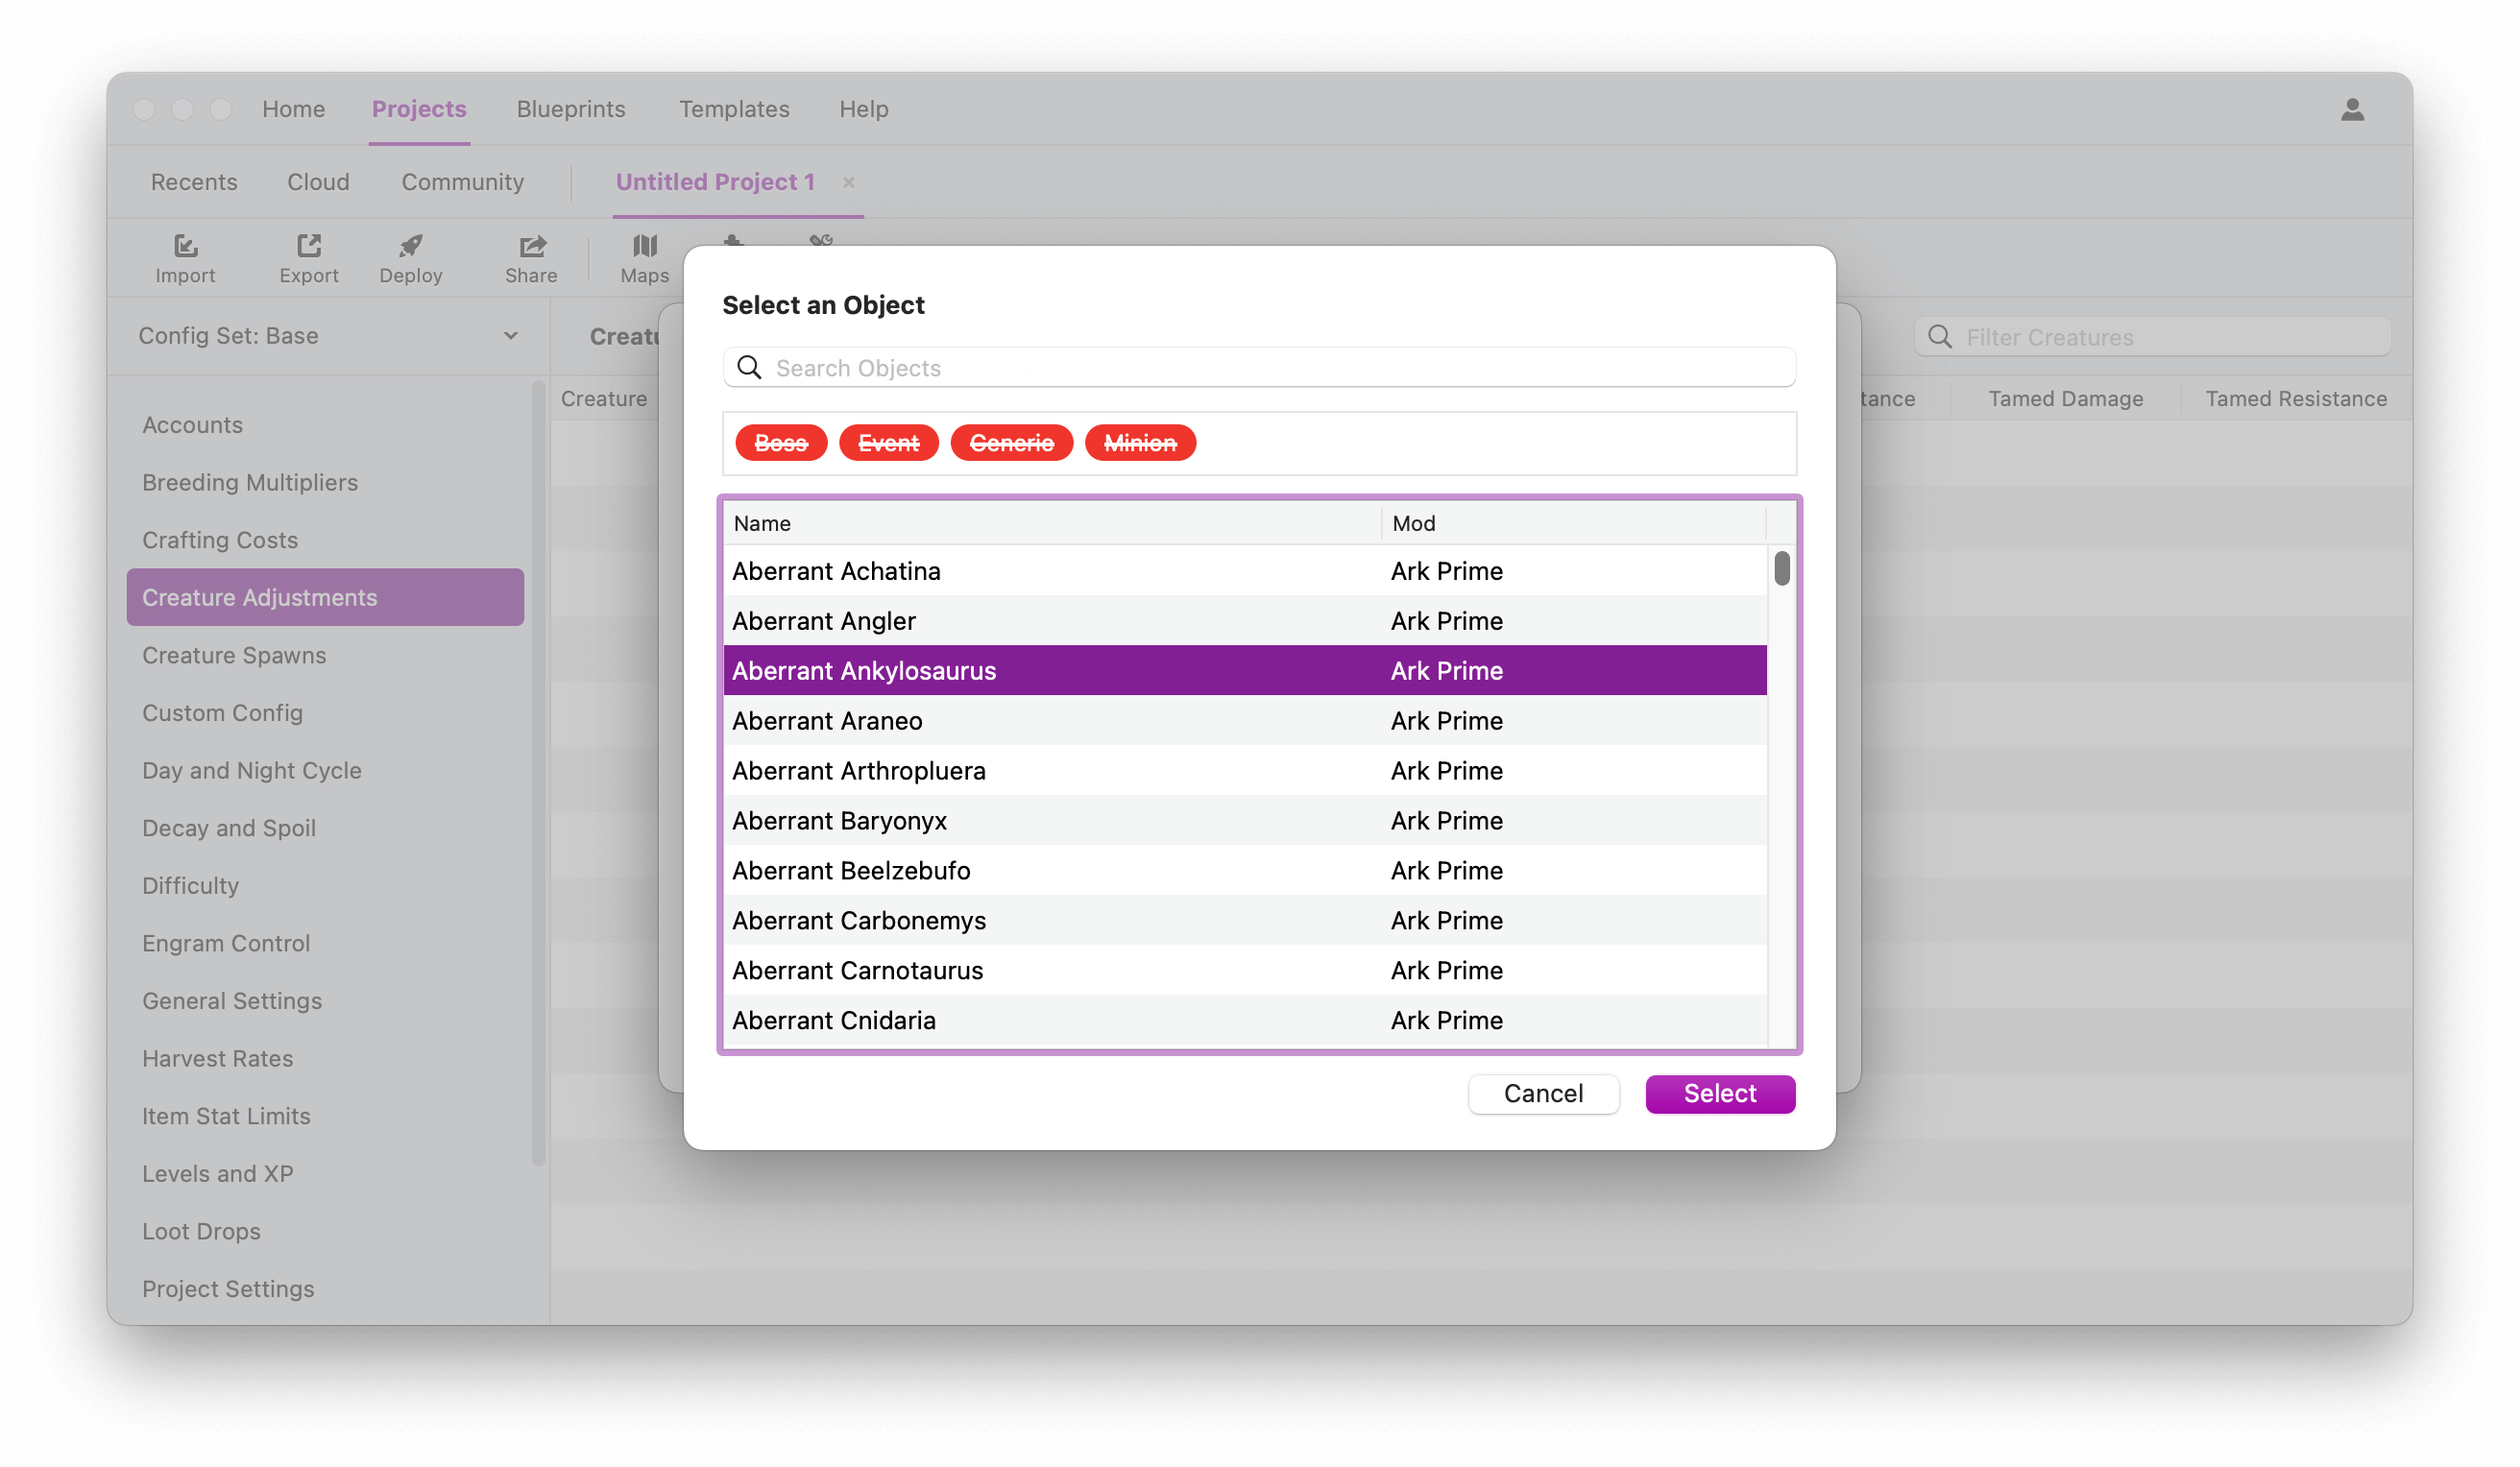 Home Projects Blueprints Templates Help
Recents Cloud Community Untitled Project 1 ×
Import Export Deploy Share Maps
Config Set: Base
Accounts
Breeding Multipliers
Crafting Costs
Creature Adjustments
Creature Spawns
Custom Config
Day and Night Cycle
Decay and Spoil
Difficulty
Engram Control
General Settings
Harvest Rates
Item Stat Limits
Levels and XP
Loot Drops
Project Settings
Creatu
Filter Creatures
Creature tance Tamed Damage Tamed Resistance
Select an Object
Search Objects
Boss Event Generic Minion
Name Mod
Aberrant Achatina Ark Prime
Aberrant Angler Ark Prime
Aberrant Ankylosaurus Ark Prime
Aberrant Araneo Ark Prime
Aberrant Arthropluera Ark Prime
Aberrant Baryonyx Ark Prime
Aberrant Beelzebufo Ark Prime
Aberrant Carbonemys Ark Prime
Aberrant Carnotaurus Ark Prime
Aberrant Cnidaria Ark Prime
Cancel Select